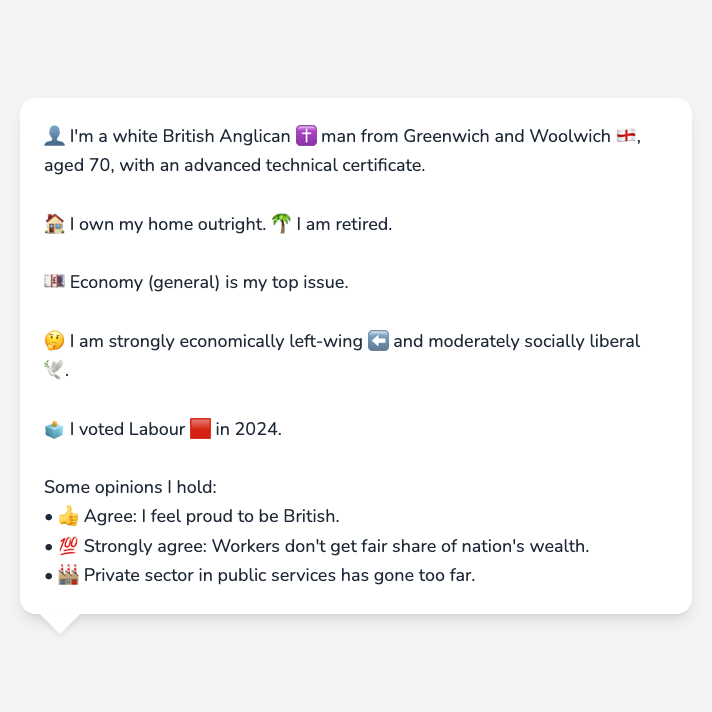 👤 I'm a white British Anglican ✝️ man from Greenwich and Woolwich 🏴󠁧󠁢󠁥󠁮󠁧󠁿,
aged 70, with an advanced technical certificate.
🏠 I own my home outright. 🌴 I am retired.
💷 Economy (general) is my top issue.
🤔 I am strongly economically left-wing ⬅️ and moderately socially liberal
🕊️.
🗳️ I voted Labour 🟥 in 2024.
Some opinions I hold:
• 👍 Agree: I feel proud to be British.
• 💯 Strongly agree: Workers don't get fair share of nation's wealth.
• 🏭 Private sector in public services has gone too far.